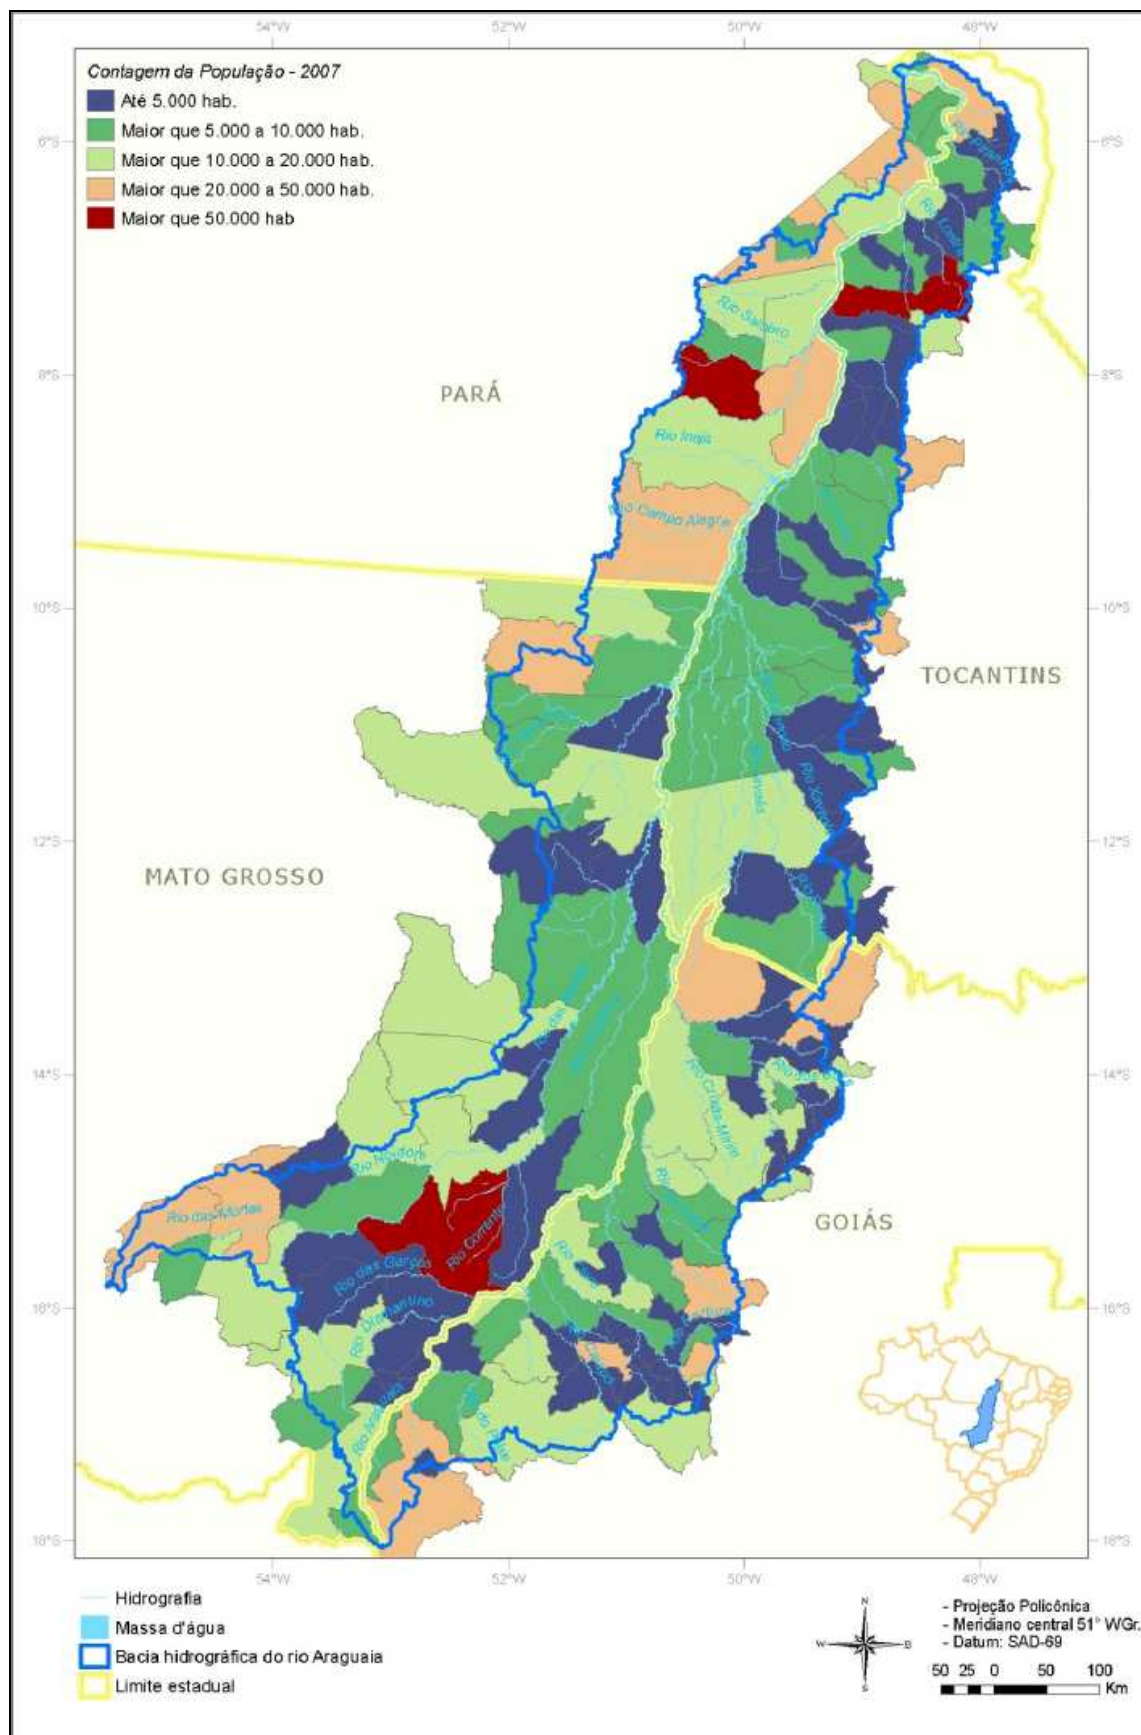 54°W 52°W 50°W 48°W
Contagem da População - 2007
Até 5.000 hab.
Maior que 5.000 a 10.000 hab.
Maior que 10.000 a 20.000 hab.
Maior que 20.000 a 50.000 hab.
Maior que 50.000 hab
6°S 6°S
Rio Salobro
8°S 8°S
PARÁ
Rio Inajá
Rio Campo Alegre
10°S 10°S
TOCANTINS
12°S 12°S
MATO GROSSO
14°S 14°S
Rio Crixás-Mirim
Rio das Mortes
GOIÁS
Rio Corrente
Rio das Garças
Rio Diamantino
16°S 16°S
Rio Araguaia
18°S 18°S
54°W 52°W 50°W 48°W
Hidrografia
Massa d'água
Bacia hidrográfica do rio Araguaia
Limite estadual
N
W E
S
- Projeção Policônica
- Meridiano central 51° WGr.
- Datum: SAD-69
50 25 0 50 100
Km